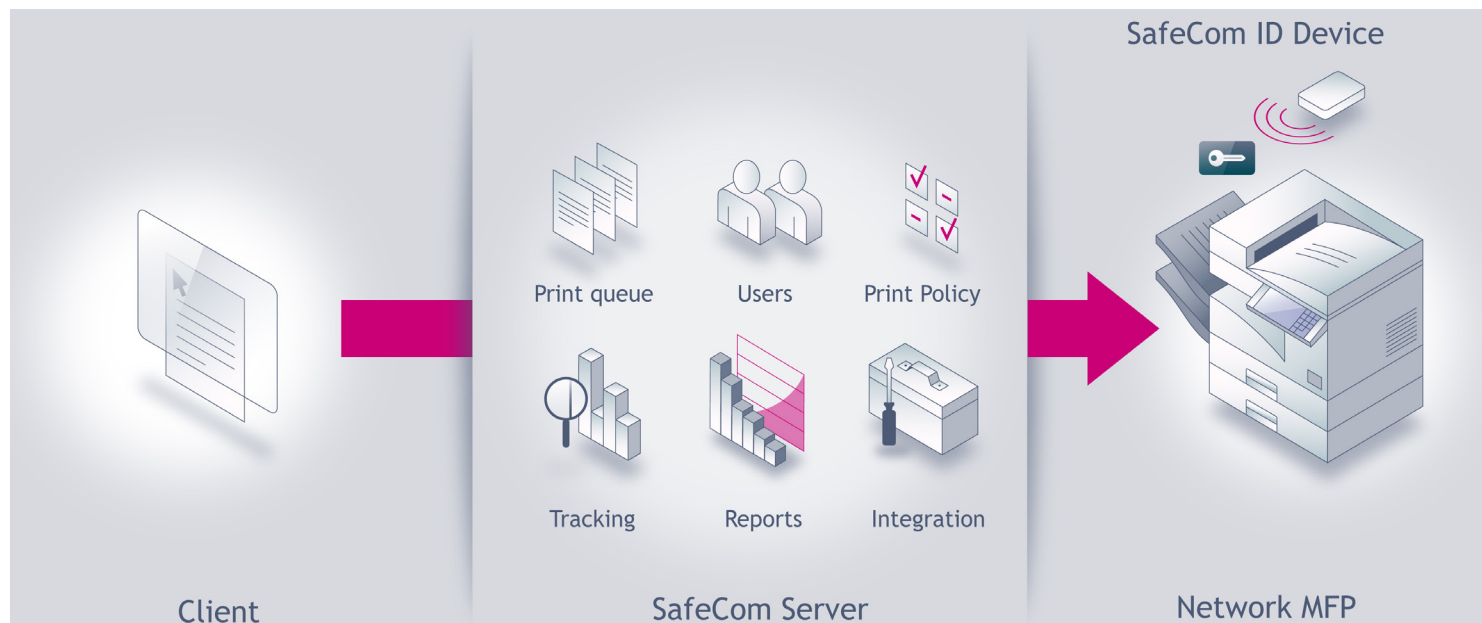 SafeCom ID Device
Print queue
Users
Print Policy
Tracking
Reports
Integration
Client
SafeCom Server
Network MFP